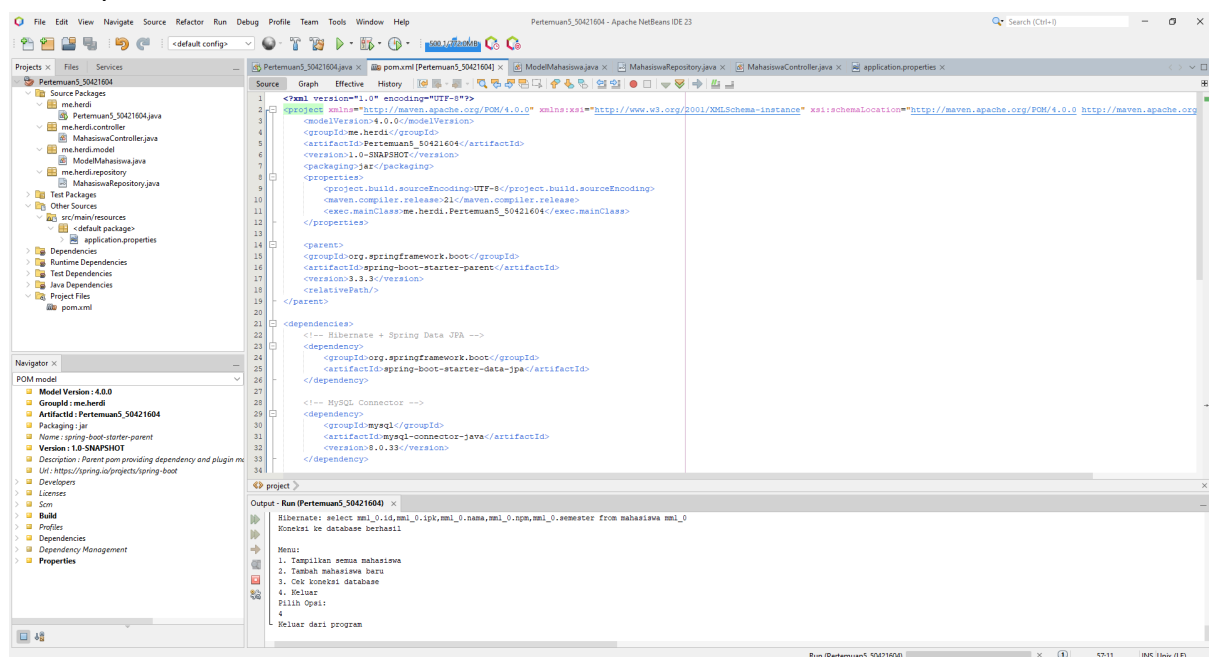 File Edit View Navigate Source Refactor Run Debug Profile Team Tools Window Help
Pertemuan5_50421604 - Apache NetBeans IDE 23
Search (Ctrl+I)
<default config>
Projects Files Services
Pertemuan5_50421604
Source Packages
me.herdi
Pertemuan5_50421604.java
me.herdi.controller
MahasiswaController.java
me.herdi.model
ModelMahasiswa.java
me.herdi.repository
MahasiswaRepository.java
Test Packages
Other Sources
src/main/resources
<default package>
application.properties
Dependencies
Runtime Dependencies
Test Dependencies
Java Dependencies
Project Files
pom.xml
Navigator
POM model
Model Version : 4.0.0
GroupId : me.herdi
ArtifactId : Pertemuan5_50421604
Packaging : jar
Name : spring-boot-starter-parent
Version : 1.0-SNAPSHOT
Description : Parent pom providing dependency and plugin
Url : https://spring.io/projects/spring-boot
Developers
Licenses
Scm
Build
Profiles
Dependencies
Dependency Management
Properties
Pertemuan5_50421604.java pom.xml [Pertemuan5_50421604] ModelMahasiswa.java MahasiswaRepository.java MahasiswaController.java application.properties
Source Graph Effective History
1 <?xml version="1.0" encoding="UTF-8"?>
2 <project xmlns="http://maven.apache.org/POM/4.0.0" xmlns:xsi="http://www.w3.org/2001/XMLSchema-instance" xsi:schemaLocation="http://maven.apache.org/POM/4.0.0 http://maven.apache.org
3 <modelVersion>4.0.0</modelVersion>
4 <groupId>me.herdi</groupId>
5 <artifactId>Pertemuan5_50421604</artifactId>
6 <version>1.0-SNAPSHOT</version>
7 <packaging>jar</packaging>
8 <properties>
9 <project.build.sourceEncoding>UTF-8</project.build.sourceEncoding>
10 <maven.compiler.release>21</maven.compiler.release>
11 <exec.mainClass>me.herdi.Pertemuan5_50421604</exec.mainClass>
12 </properties>
13
14 <parent>
15 <groupId>org.springframework.boot</groupId>
16 <artifactId>spring-boot-starter-parent</artifactId>
17 <version>3.3.3</version>
18 <relativePath/>
19 </parent>
20
21 <dependencies>
22 <!-- Hibernate + Spring Data JPA -->
23 <dependency>
24 <groupId>org.springframework.boot</groupId>
25 <artifactId>spring-boot-starter-data-jpa</artifactId>
26 </dependency>
27
28 <!-- MySQL Connector -->
29 <dependency>
30 <groupId>mysql</groupId>
31 <artifactId>mysql-connector-java</artifactId>
32 <version>8.0.33</version>
33 </dependency>
34
project
Output - Run (Pertemuan5_50421604)
Hibernate: select mm1_0.id,mm1_0.ipk,mm1_0.nama,mm1_0.npm,mm1_0.semester from mahasiswa mm1_0
Koneksi ke database berhasil
Menu:
1. Tampilkan semua mahasiswa
2. Tambah mahasiswa baru
3. Cek koneksi database
4. Keluar
Pilih Opsi:
4
Keluar dari program
Run (Pertemuan5_50421604)
1
57:11
INS Unix (LF)